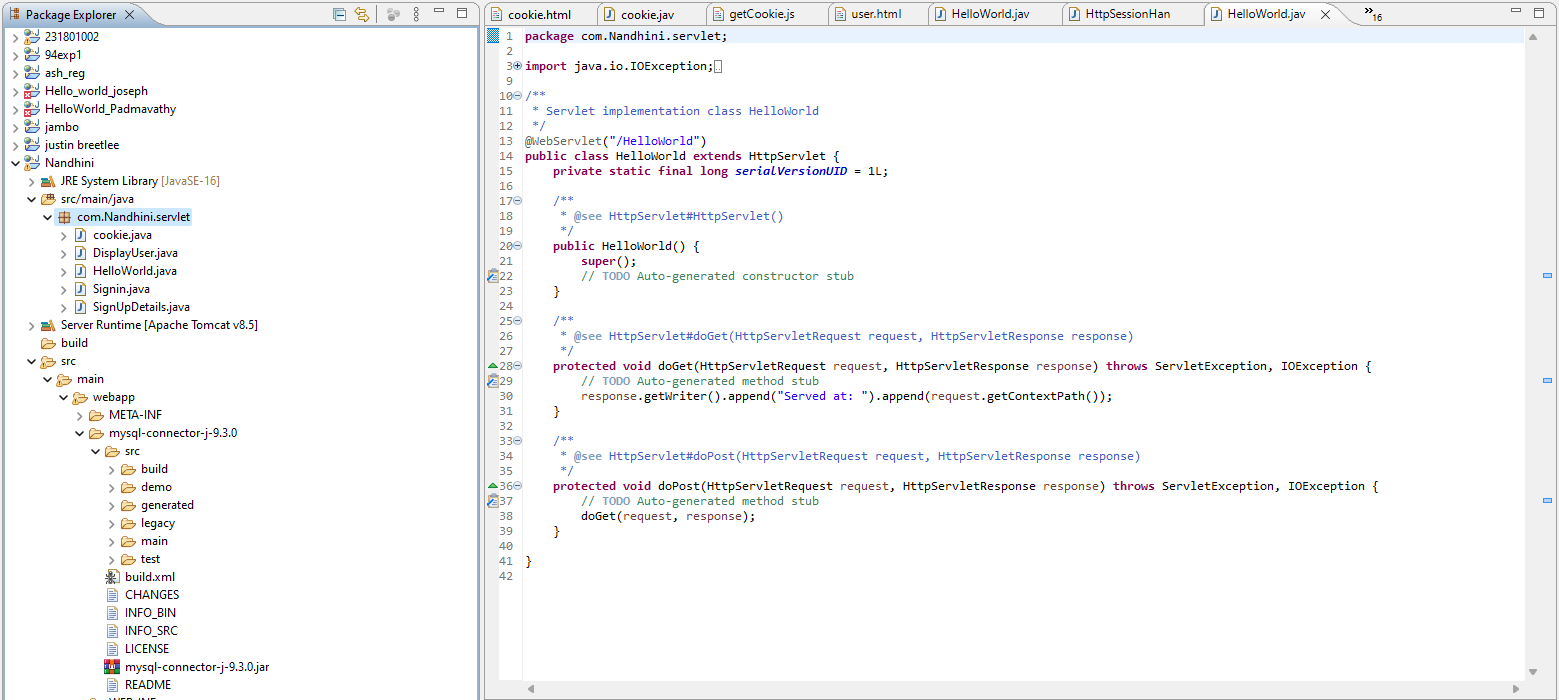 Package Explorer
231801002
94exp1
ash_reg
Hello_world_joseph
HelloWorld_Padmavathy
jambo
justin breetlee
Nandhini
JRE System Library [JavaSE-16]
src/main/java
com.Nandhini.servlet
cookie.java
DisplayUser.java
HelloWorld.java
Signin.java
SignUpDetails.java
Server Runtime [Apache Tomcat v8.5]
build
src
main
webapp
META-INF
mysql-connector-j-9.3.0
src
build
demo
generated
legacy
main
test
build.xml
CHANGES
INFO_BIN
INFO_SRC
LICENSE
mysql-connector-j-9.3.0.jar
README
cookie.html cookie.jav getCookie.js user.html HelloWorld.jav HttpSessionHan HelloWorld.jav »16
1 package com.Nandhini.servlet;
2
3 import java.io.IOException;
9
10 /**
11 * Servlet implementation class HelloWorld
12 */
13 @WebServlet("/HelloWorld")
14 public class HelloWorld extends HttpServlet {
15 private static final long serialVersionUID = 1L;
16
17 /**
18 * @see HttpServlet#HttpServlet()
19 */
20 public HelloWorld() {
21 super();
22 // TODO Auto-generated constructor stub
23 }
24
25 /**
26 * @see HttpServlet#doGet(HttpServletRequest request, HttpServletResponse response)
27 */
28 protected void doGet(HttpServletRequest request, HttpServletResponse response) throws ServletException, IOException {
29 // TODO Auto-generated method stub
30 response.getWriter().append("Served at: ").append(request.getContextPath());
31 }
32
33 /**
34 * @see HttpServlet#doPost(HttpServletRequest request, HttpServletResponse response)
35 */
36 protected void doPost(HttpServletRequest request, HttpServletResponse response) throws ServletException, IOException {
37 // TODO Auto-generated method stub
38 doGet(request, response);
39 }
40
41 }
42